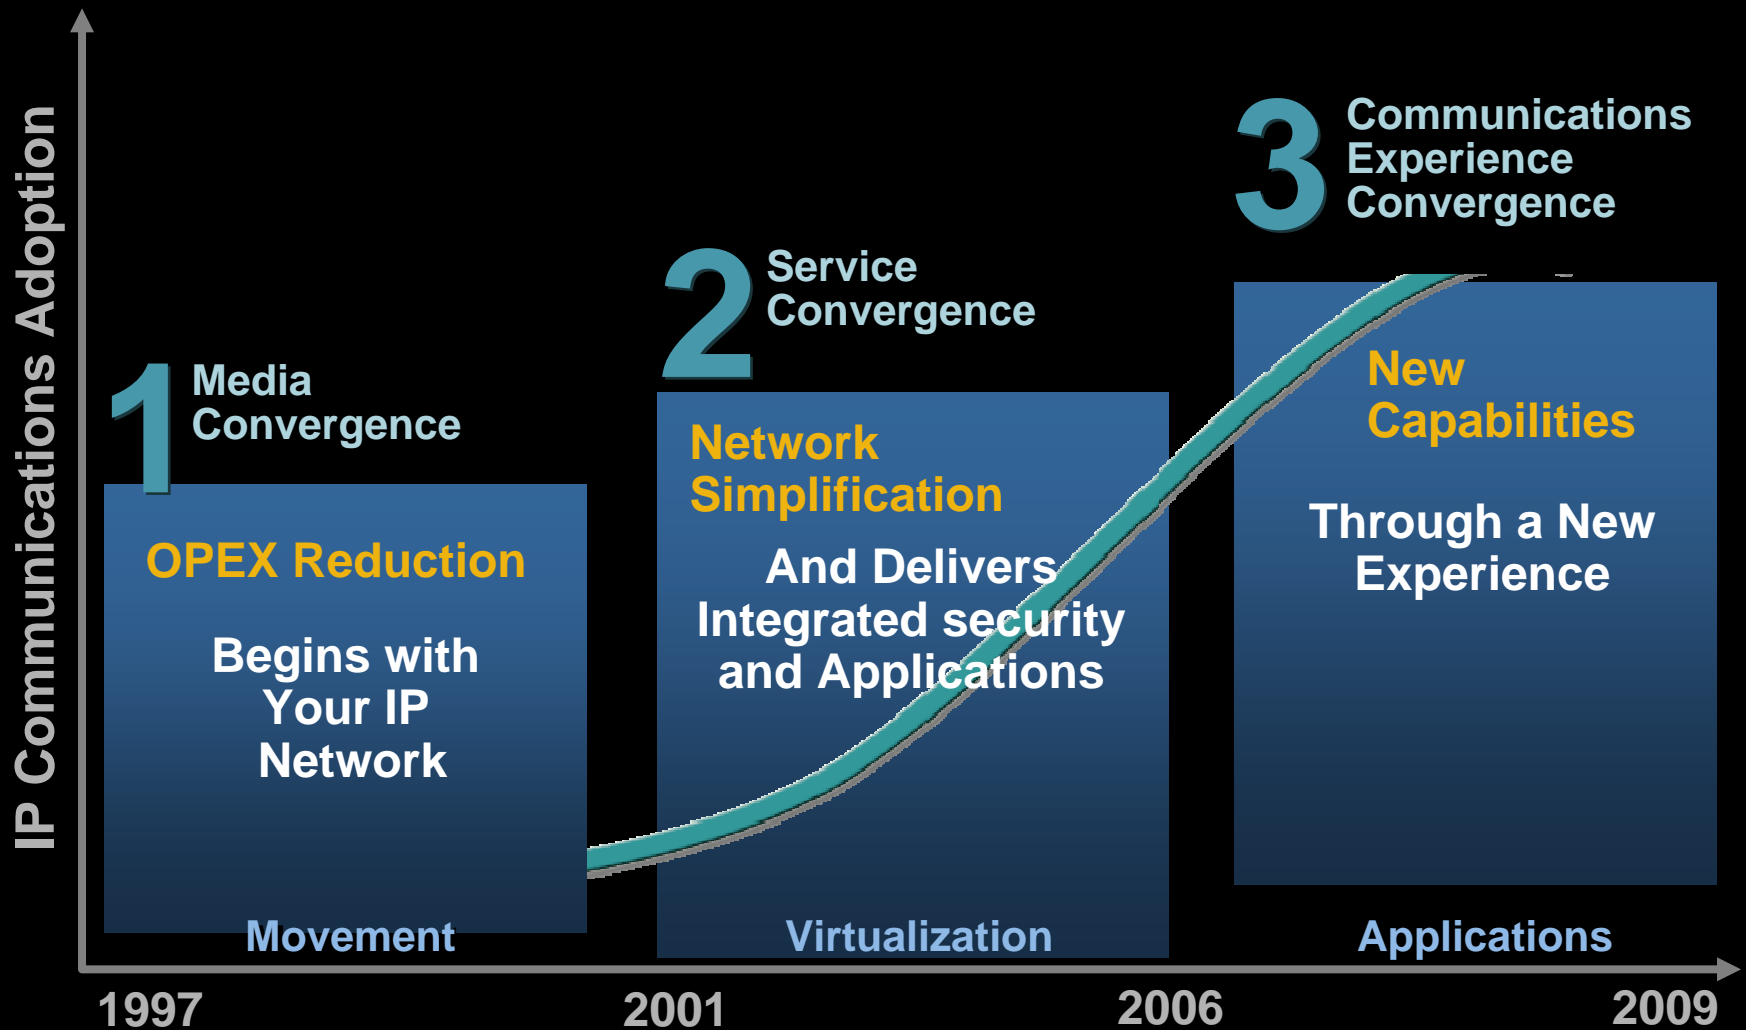 IP Communications Adoption
1
Media
Convergence
OPEX Reduction
Begins with
Your IP
Network
Movement
2
Service
Convergence
Network
Simplification
And Delivers
Integrated security
and Applications
Virtualization
3
Communications
Experience
Convergence
New
Capabilities
Through a New
Experience
Applications
1997
2001
2006
2009